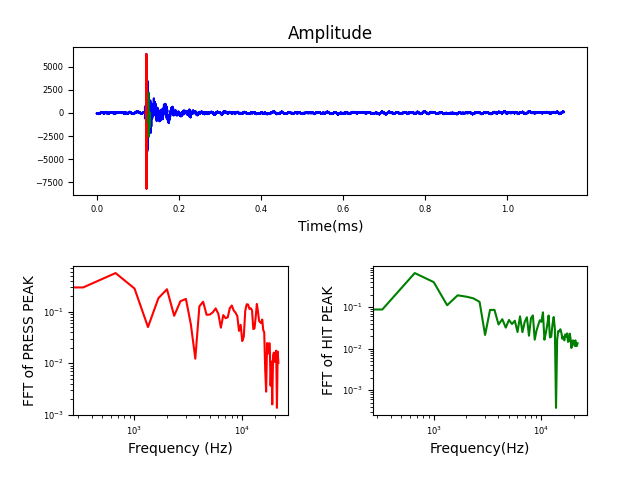 Amplitude
5000
2500
0
−2500
−5000
−7500
0.0 0.2 0.4 0.6 0.8 1.0
Time(ms)
FFT of PRESS PEAK
10⁻¹
10⁻²
10⁻³
10³ 10⁴
Frequency (Hz)
FFT of HIT PEAK
10⁻¹
10⁻²
10⁻³
10³ 10⁴
Frequency(Hz)